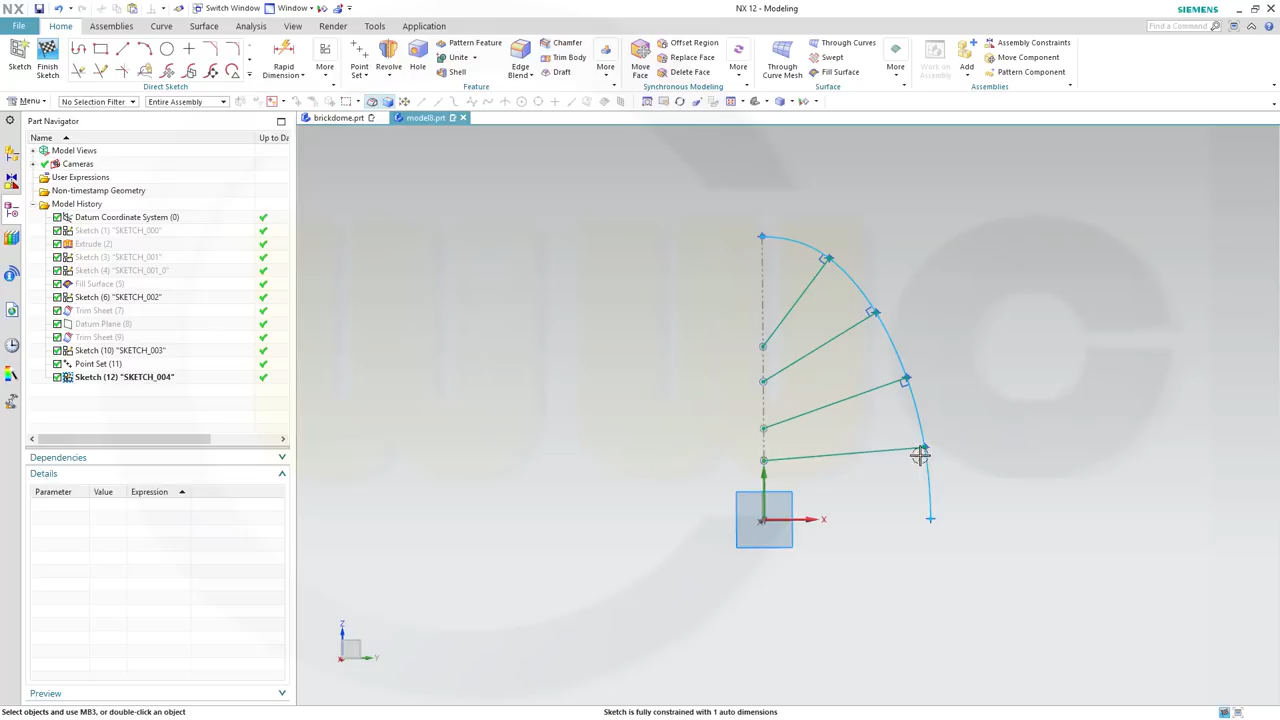 NX
Switch Window
Window
NX 12 - Modeling
SIEMENS
File
Home
Assemblies
Curve
Surface
Analysis
View
Render
Tools
Application
Find a Command
Sketch
Finish Sketch
Rapid Dimension
More
Direct Sketch
Point Set
Revolve
Hole
Pattern Feature
Unite
Shell
Edge Blend
Chamfer
Trim Body
Draft
More
Feature
Move Face
Offset Region
Replace Face
Delete Face
More
Synchronous Modeling
Through Curve Mesh
Through Curves
Swept
Fill Surface
More
Surface
Work on Assembly
Add
Assembly Constraints
Move Component
Pattern Component
Assemblies
Menu
No Selection Filter
Entire Assembly
Part Navigator
brickdome.prt
model8.prt
Name
Up to Da
Model Views
Cameras
User Expressions
Non-timestamp Geometry
Model History
Datum Coordinate System (0)
Sketch (1) "SKETCH_000"
Extrude (2)
Sketch (3) "SKETCH_001"
Sketch (4) "SKETCH_001_0"
Fill Surface (5)
Sketch (6) "SKETCH_002"
Trim Sheet (7)
Datum Plane (8)
Trim Sheet (9)
Sketch (10) "SKETCH_003"
Point Set (11)
Sketch (12) "SKETCH_004"
Dependencies
Details
Parameter
Value
Expression
Preview
X
Z
Y
X
Select objects and use MB3, or double-click an object
Sketch is fully constrained with 1 auto dimensions